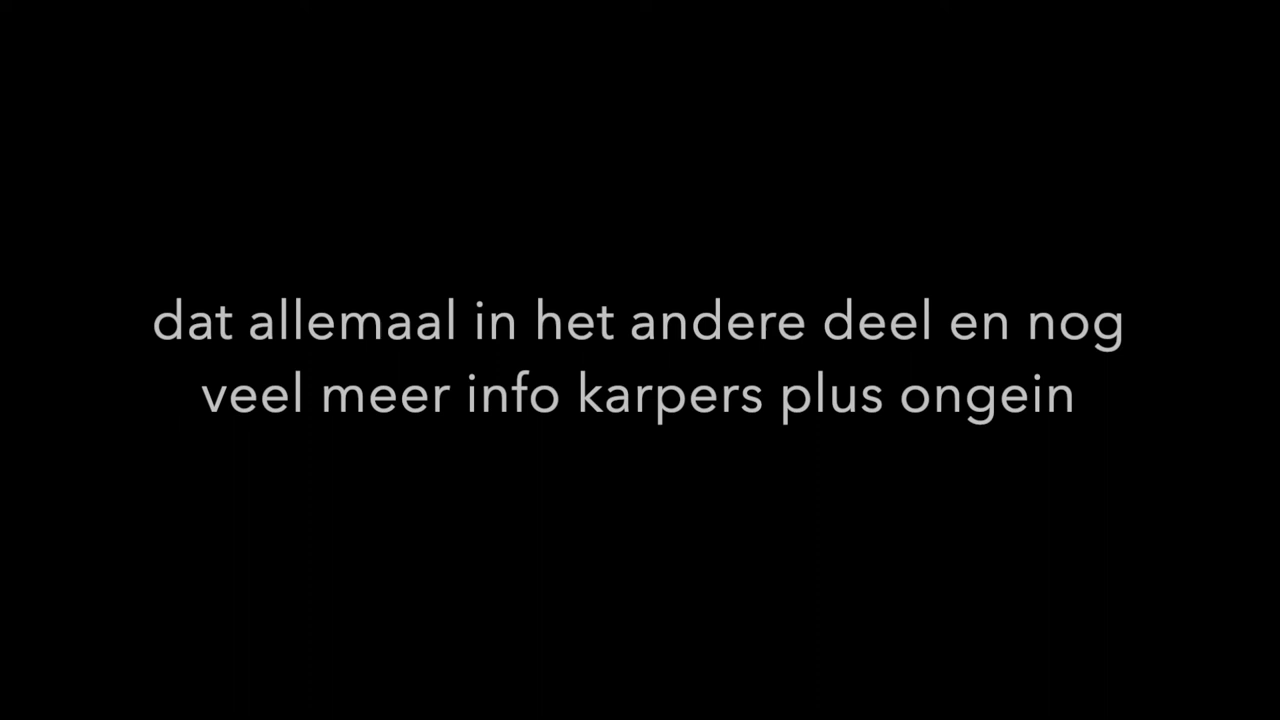 dat allemaal in het andere deel en nog
veel meer info karpers plus ongein